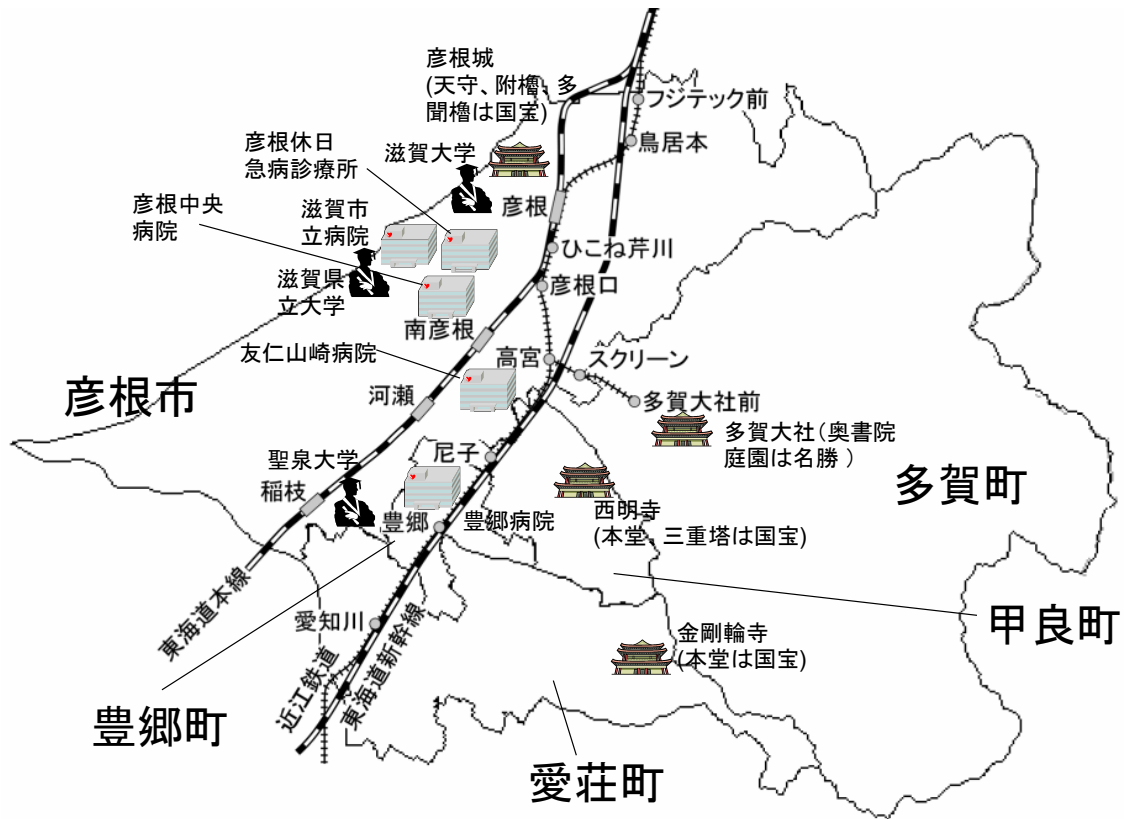 彦根城
(天守、附櫓、多
聞櫓は国宝)
フジテック前
鳥居本
彦根休日
急病診療所
滋賀大学
彦根中央
病院
滋賀市
立病院
彦根
ひこね芹川
滋賀県
立大学
彦根口
南彦根
友仁山崎病院
高宮
スクリーン
彦根市
河瀬
多賀大社前
多賀大社(奥書院
庭園は名勝)
尼子
聖泉大学
稲枝
多賀町
西明寺
(本堂、三重塔は国宝)
豊郷
豊郷病院
東海道本線
愛知川
甲良町
金剛輪寺
(本堂は国宝)
近江鉄道
東海道新幹線
豊郷町
愛荘町